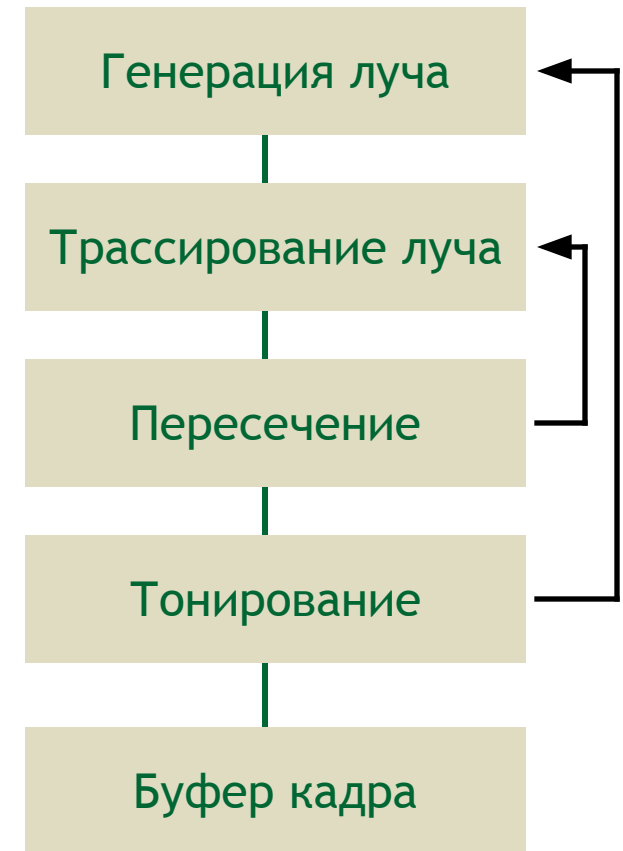 Генерация луча
Трассирование луча
Пересечение
Тонирование
Буфер кадра